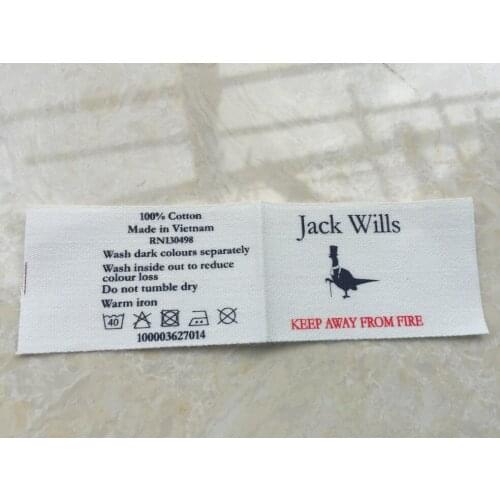 100% Cotton
Made in Vietnam
RN130498
Wash dark colours separately
Wash inside out to reduce
colour loss
Do not tumble dry
Warm iron
40
100003627014
Jack Wills
KEEP AWAY FROM FIRE